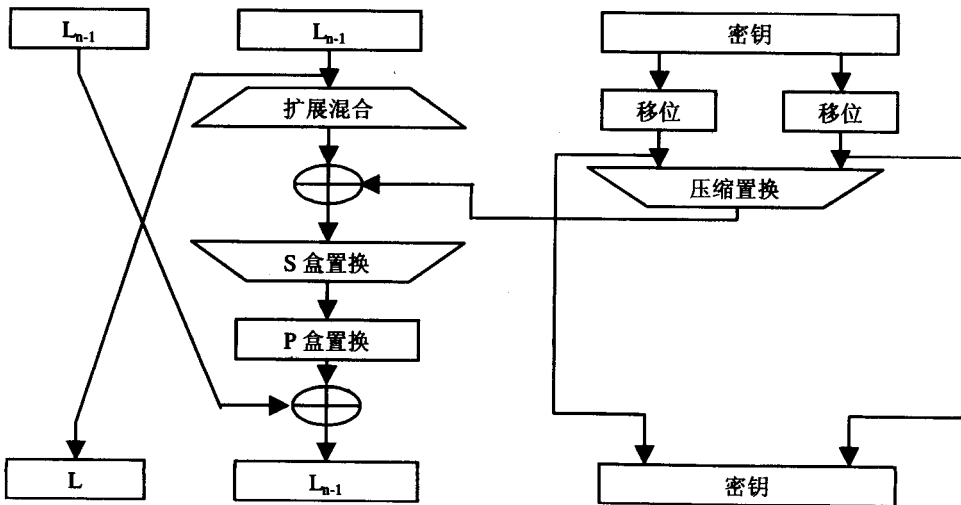 L_{n-1}
L_{n-1}
密钥
移位
移位
扩展混合
压缩置换
S 盒置换
P 盒置换
L
L_{n-1}
密钥